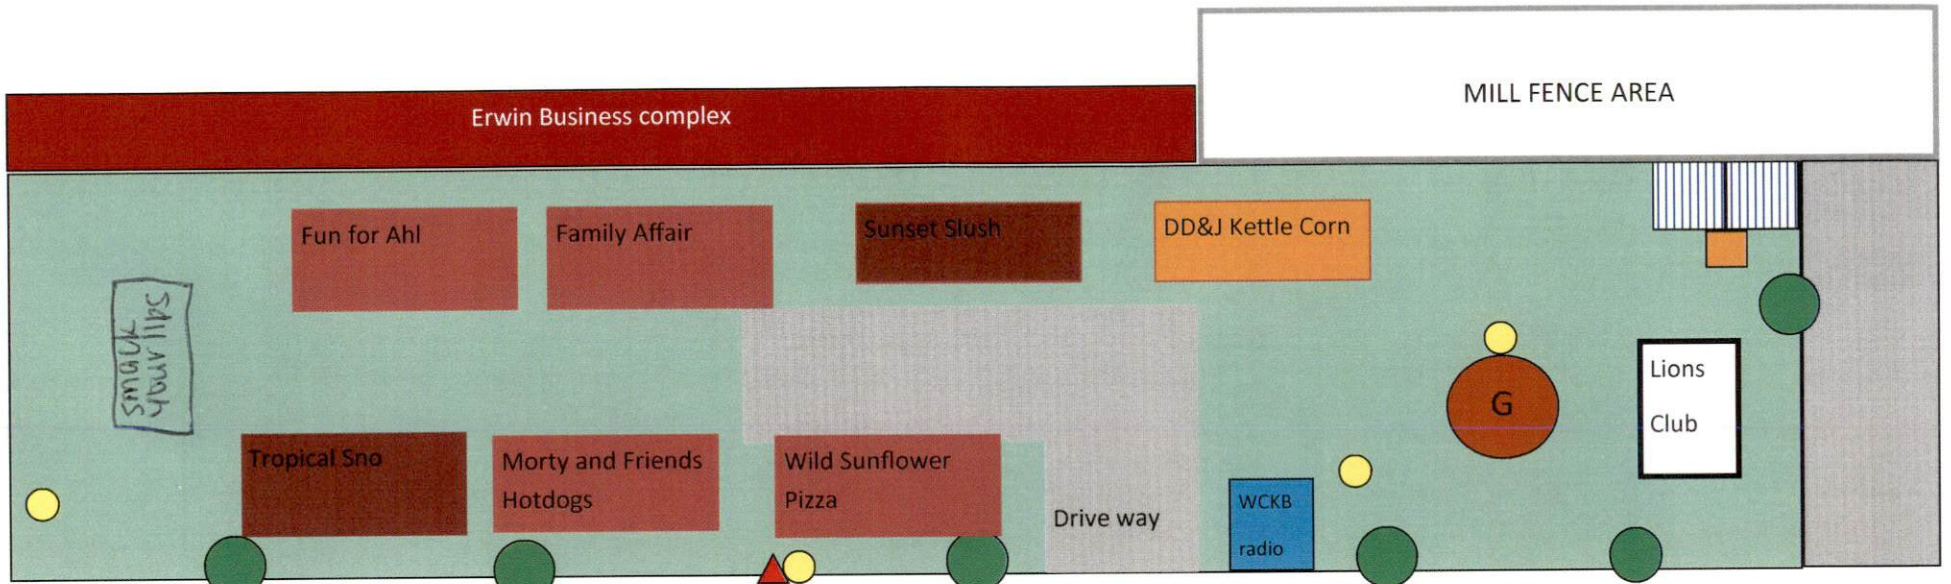 MILL FENCE AREA
Erwin Business complex
Fun for Ahl
Family Affair
Sunset Slush
DD&J Kettle Corn
smack
your lips
G
Lions
Club
Tropical Sno
Morty and Friends
Hotdogs
Wild Sunflower
Pizza
Drive way
WCKB
radio